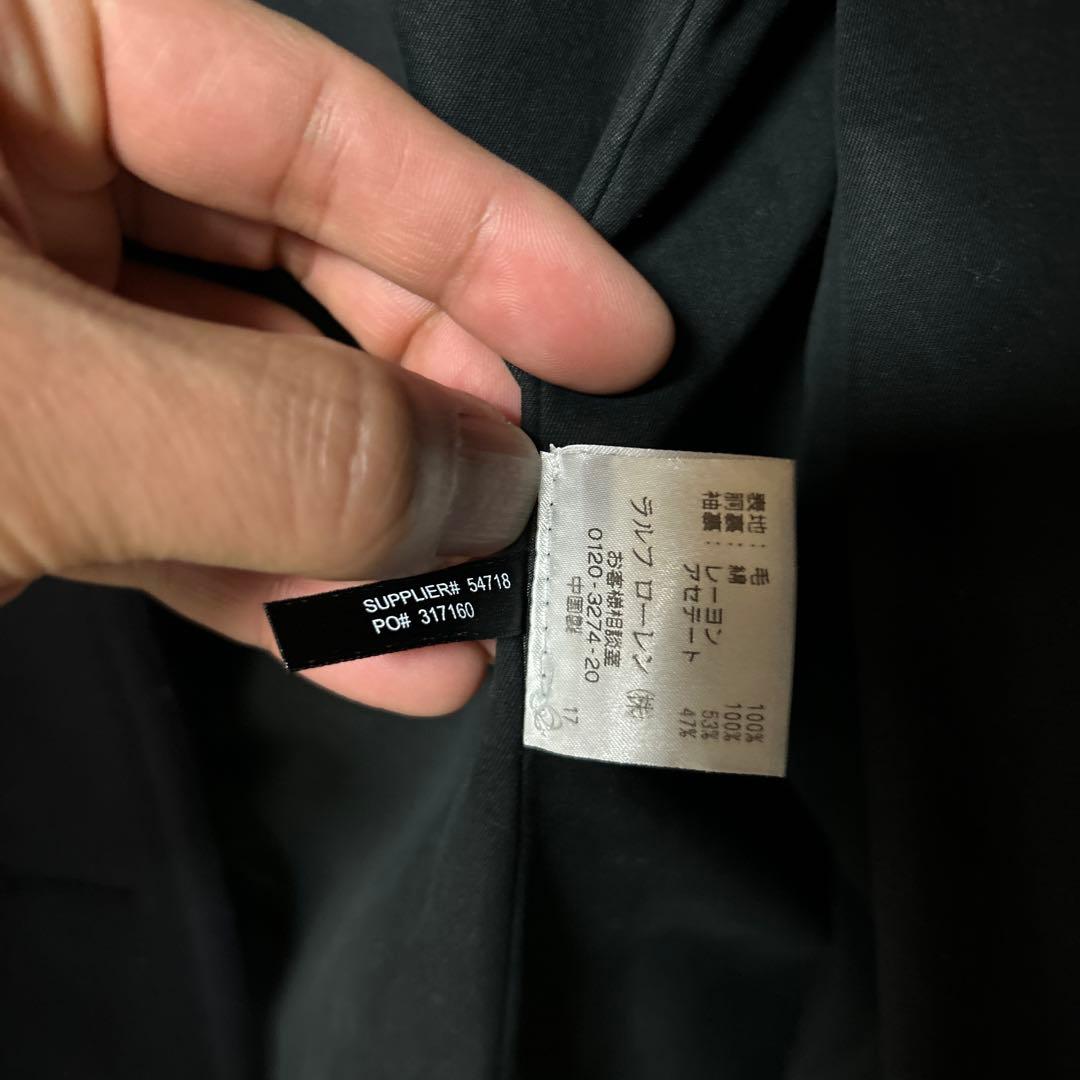 SUPPLIER# 54718
PO# 317160
表地： 毛 100%
胴裏： 綿 100%
袖裏： レーヨン 53%
アセテート 47%
ラルフ ローレン ㈱
お客様相談室
0120-3274-20
中国製 17